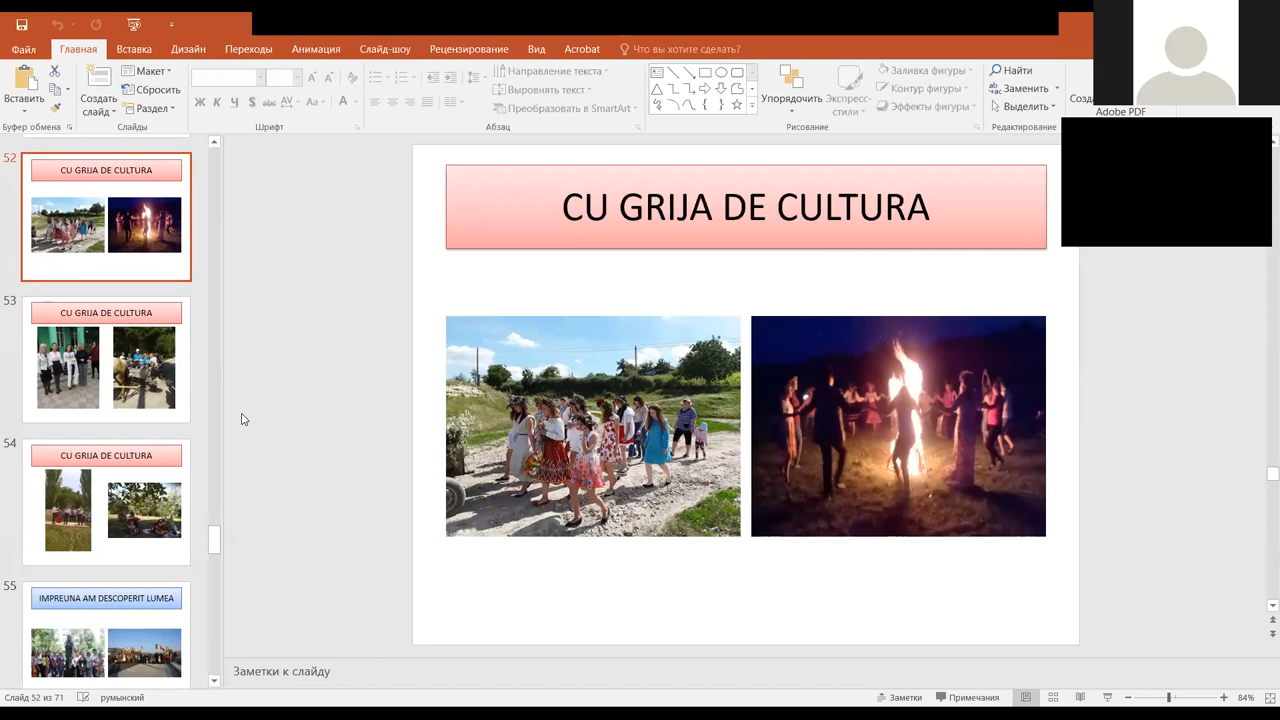 Файл Главная Вставка Дизайн Переходы Анимация Слайд-шоу Рецензирование Вид Acrobat Что вы хотите сделать?
Вставить
Создать слайд
Макет
Сбросить
Раздел
Ж К Ч S abc AV Aa A
Направление текста
Выровнять текст
Преобразовать в SmartArt
Упорядочить
Экспресс-стили
Заливка фигуры
Контур фигуры
Эффекты фигуры
Найти
Заменить
Выделить
Adobe PDF
Буфер обмена Слайды Шрифт Абзац Рисование Редактирование
52
CU GRIJA DE CULTURA
53
CU GRIJA DE CULTURA
54
CU GRIJA DE CULTURA
55
IMPREUNA AM DESCOPERIT LUMEA
CU GRIJA DE CULTURA
Заметки к слайду
Слайд 52 из 71 румынский Заметки Примечания 84%